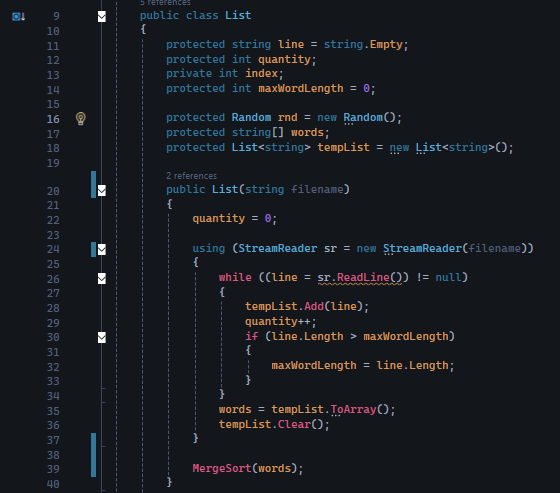 5 references
9 public class List
10 {
11 protected string line = string.Empty;
12 protected int quantity;
13 private int index;
14 protected int maxWordLength = 0;
15
16 protected Random rnd = new Random();
17 protected string[] words;
18 protected List<string> tempList = new List<string>();
19
2 references
20 public List(string filename)
21 {
22 quantity = 0;
23
24 using (StreamReader sr = new StreamReader(filename))
25 {
26 while ((line = sr.ReadLine()) != null)
27 {
28 tempList.Add(line);
29 quantity++;
30 if (line.Length > maxWordLength)
31 {
32 maxWordLength = line.Length;
33 }
34 }
35 words = tempList.ToArray();
36 tempList.Clear();
37 }
38
39 MergeSort(words);
40 }